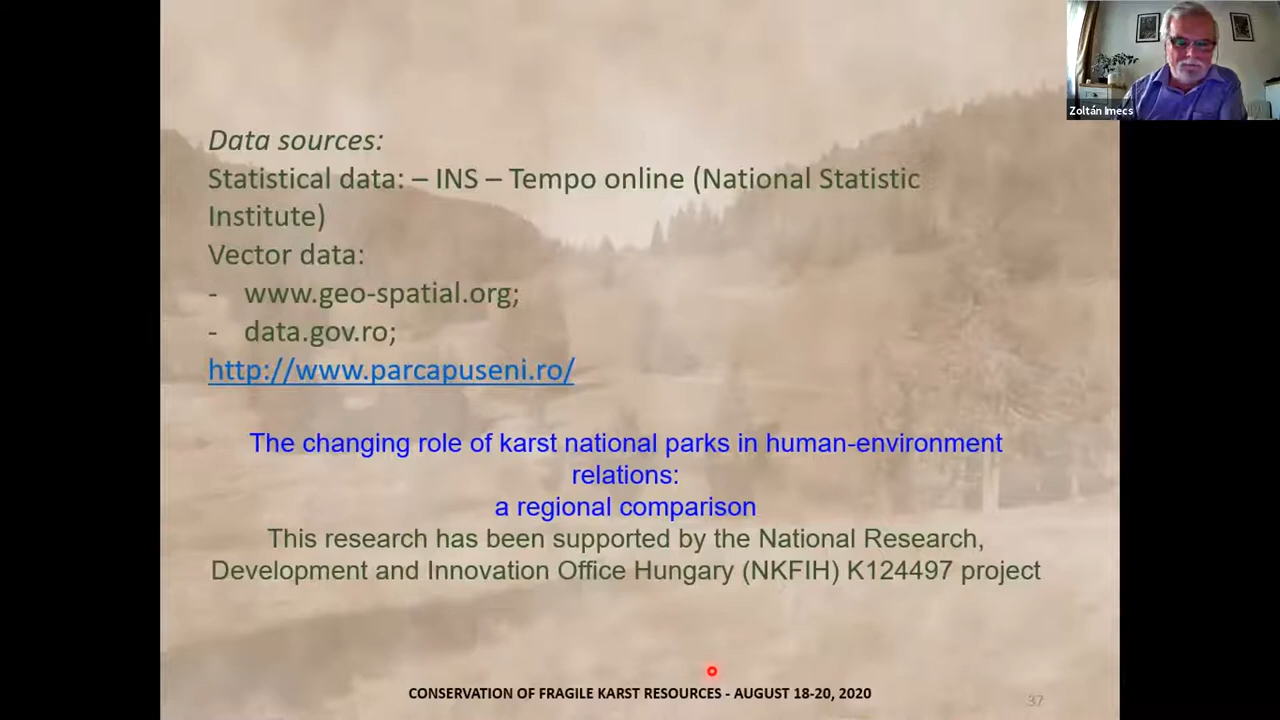 Zoltán Imecs
Data sources:
Statistical data: – INS – Tempo online (National Statistic
Institute)
Vector data:
- www.geo-spatial.org;
- data.gov.ro;
http://www.parcapuseni.ro/
The changing role of karst national parks in human-environment
relations:
a regional comparison
This research has been supported by the National Research,
Development and Innovation Office Hungary (NKFIH) K124497 project
CONSERVATION OF FRAGILE KARST RESOURCES - AUGUST 18-20, 2020
37